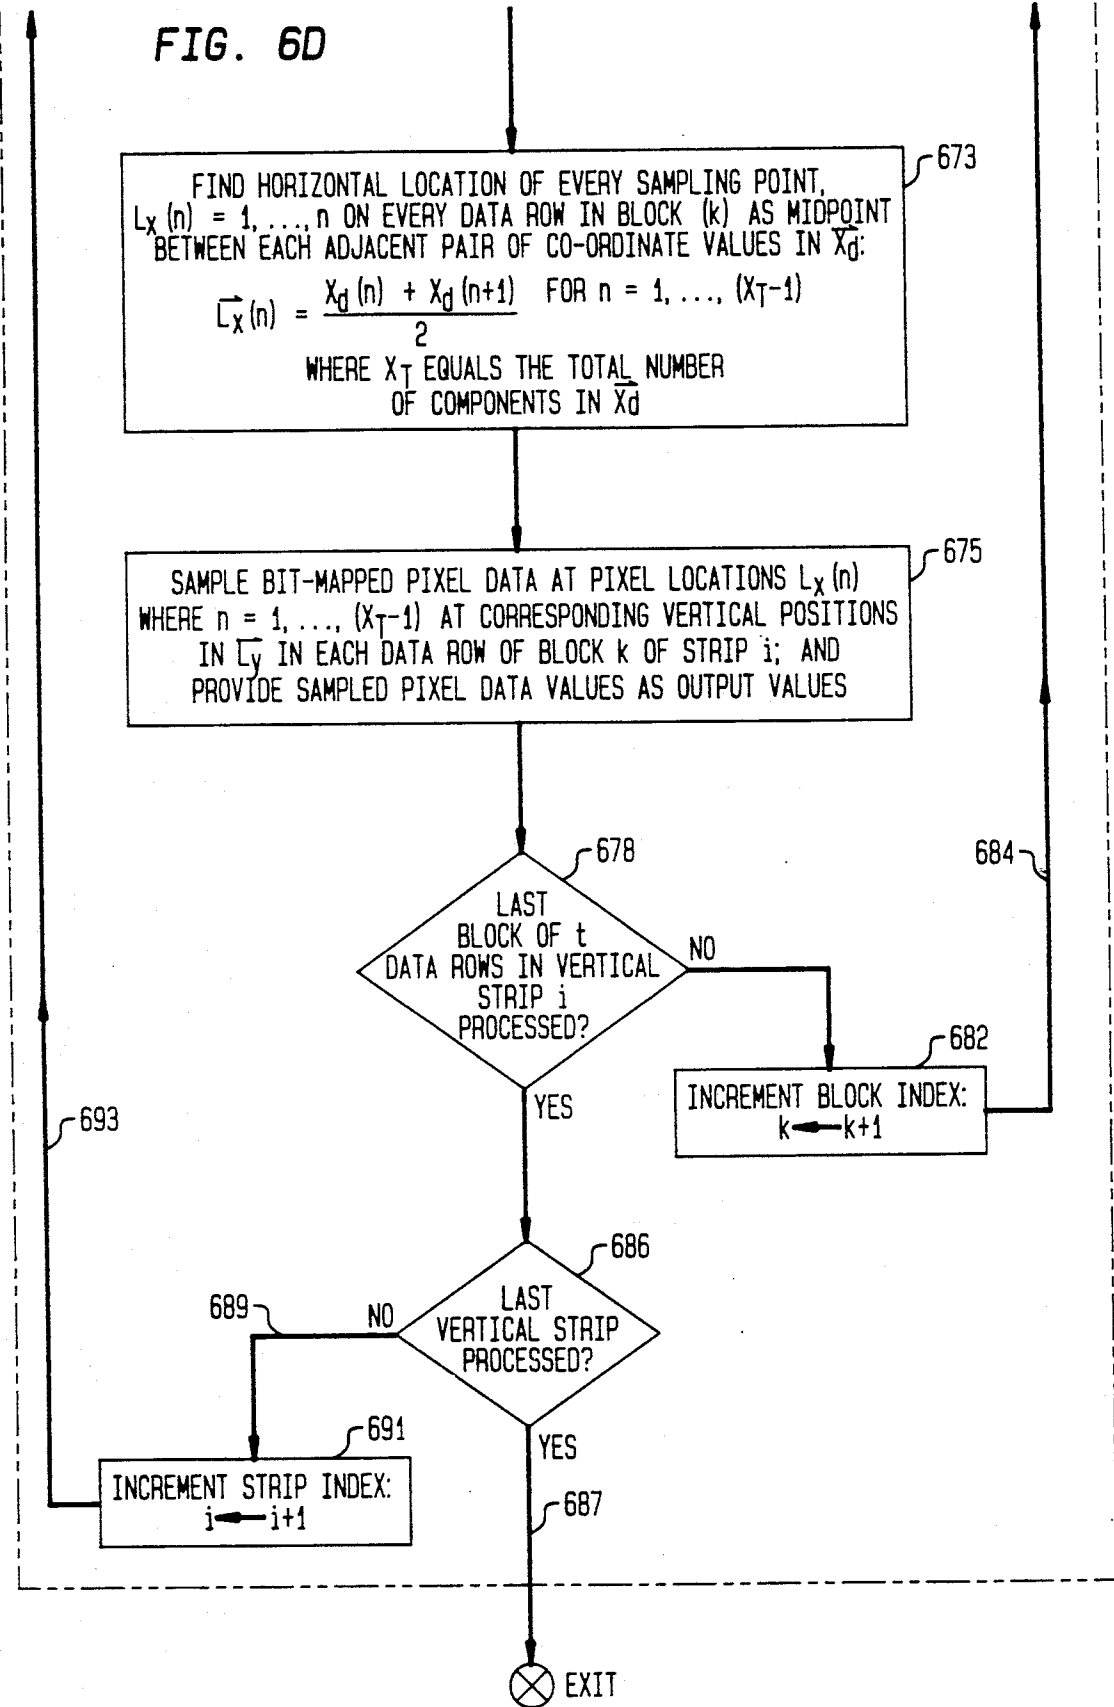 FIG. 6D
673
FIND HORIZONTAL LOCATION OF EVERY SAMPLING POINT,
Lx(n) = 1, ..., n ON EVERY DATA ROW IN BLOCK (k) AS MIDPOINT
BETWEEN EACH ADJACENT PAIR OF CO-ORDINATE VALUES IN X⃗d:
L⃗x(n) = Xd(n) + Xd(n+1) / 2 FOR n = 1, ..., (XT-1)
WHERE XT EQUALS THE TOTAL NUMBER
OF COMPONENTS IN X⃗d
675
SAMPLE BIT-MAPPED PIXEL DATA AT PIXEL LOCATIONS Lx(n)
WHERE n = 1, ..., (XT-1) AT CORRESPONDING VERTICAL POSITIONS
IN L⃗y IN EACH DATA ROW OF BLOCK k OF STRIP i; AND
PROVIDE SAMPLED PIXEL DATA VALUES AS OUTPUT VALUES
678
684
LAST
BLOCK OF t
DATA ROWS IN VERTICAL
STRIP i
PROCESSED?
NO
YES
682
INCREMENT BLOCK INDEX:
k ← k+1
693
686
LAST
VERTICAL STRIP
PROCESSED?
689
NO
YES
691
INCREMENT STRIP INDEX:
i ← i+1
687
EXIT